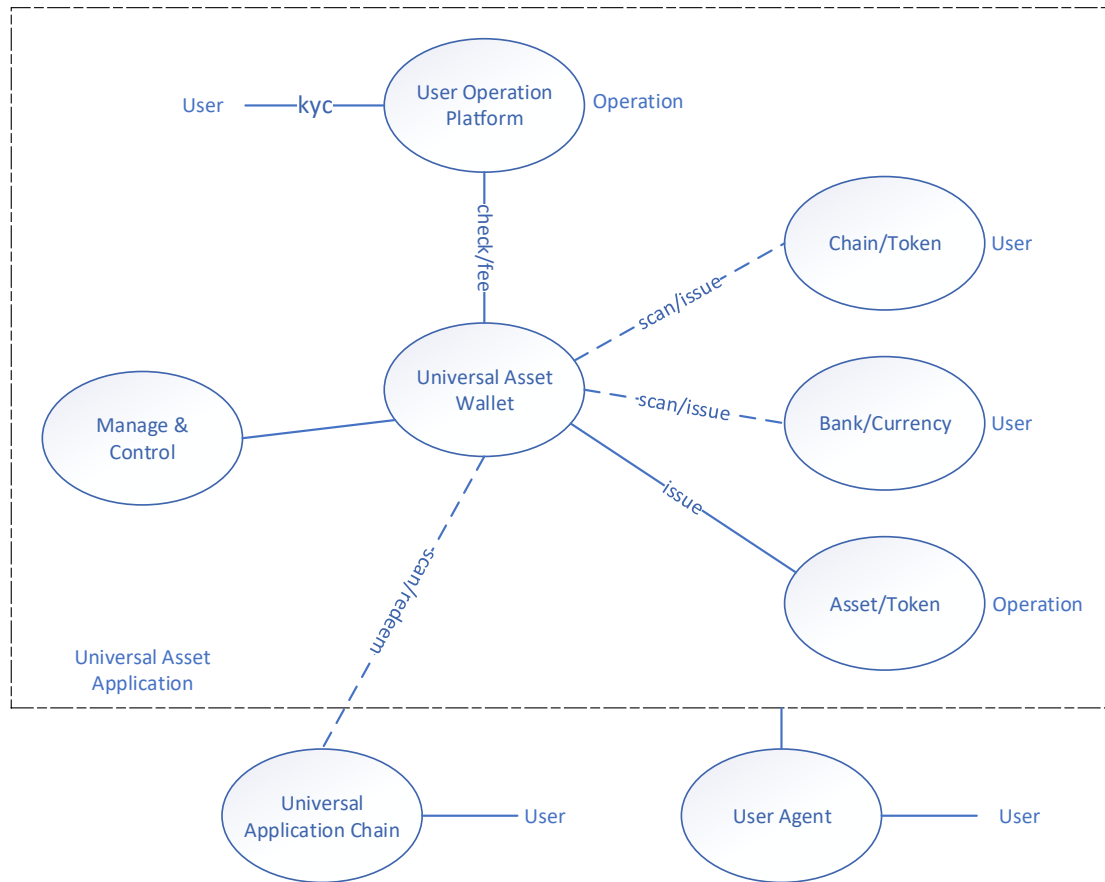 User Operation
Platform
User
kyc
Operation
check/fee
Chain/Token
User
scan/issue
Universal Asset
Wallet
scan/issue
Bank/Currency
User
Manage &
Control
issue
Asset/Token
Operation
scan/redeem
Universal Asset
Application
Universal
Application Chain
User
User Agent
User